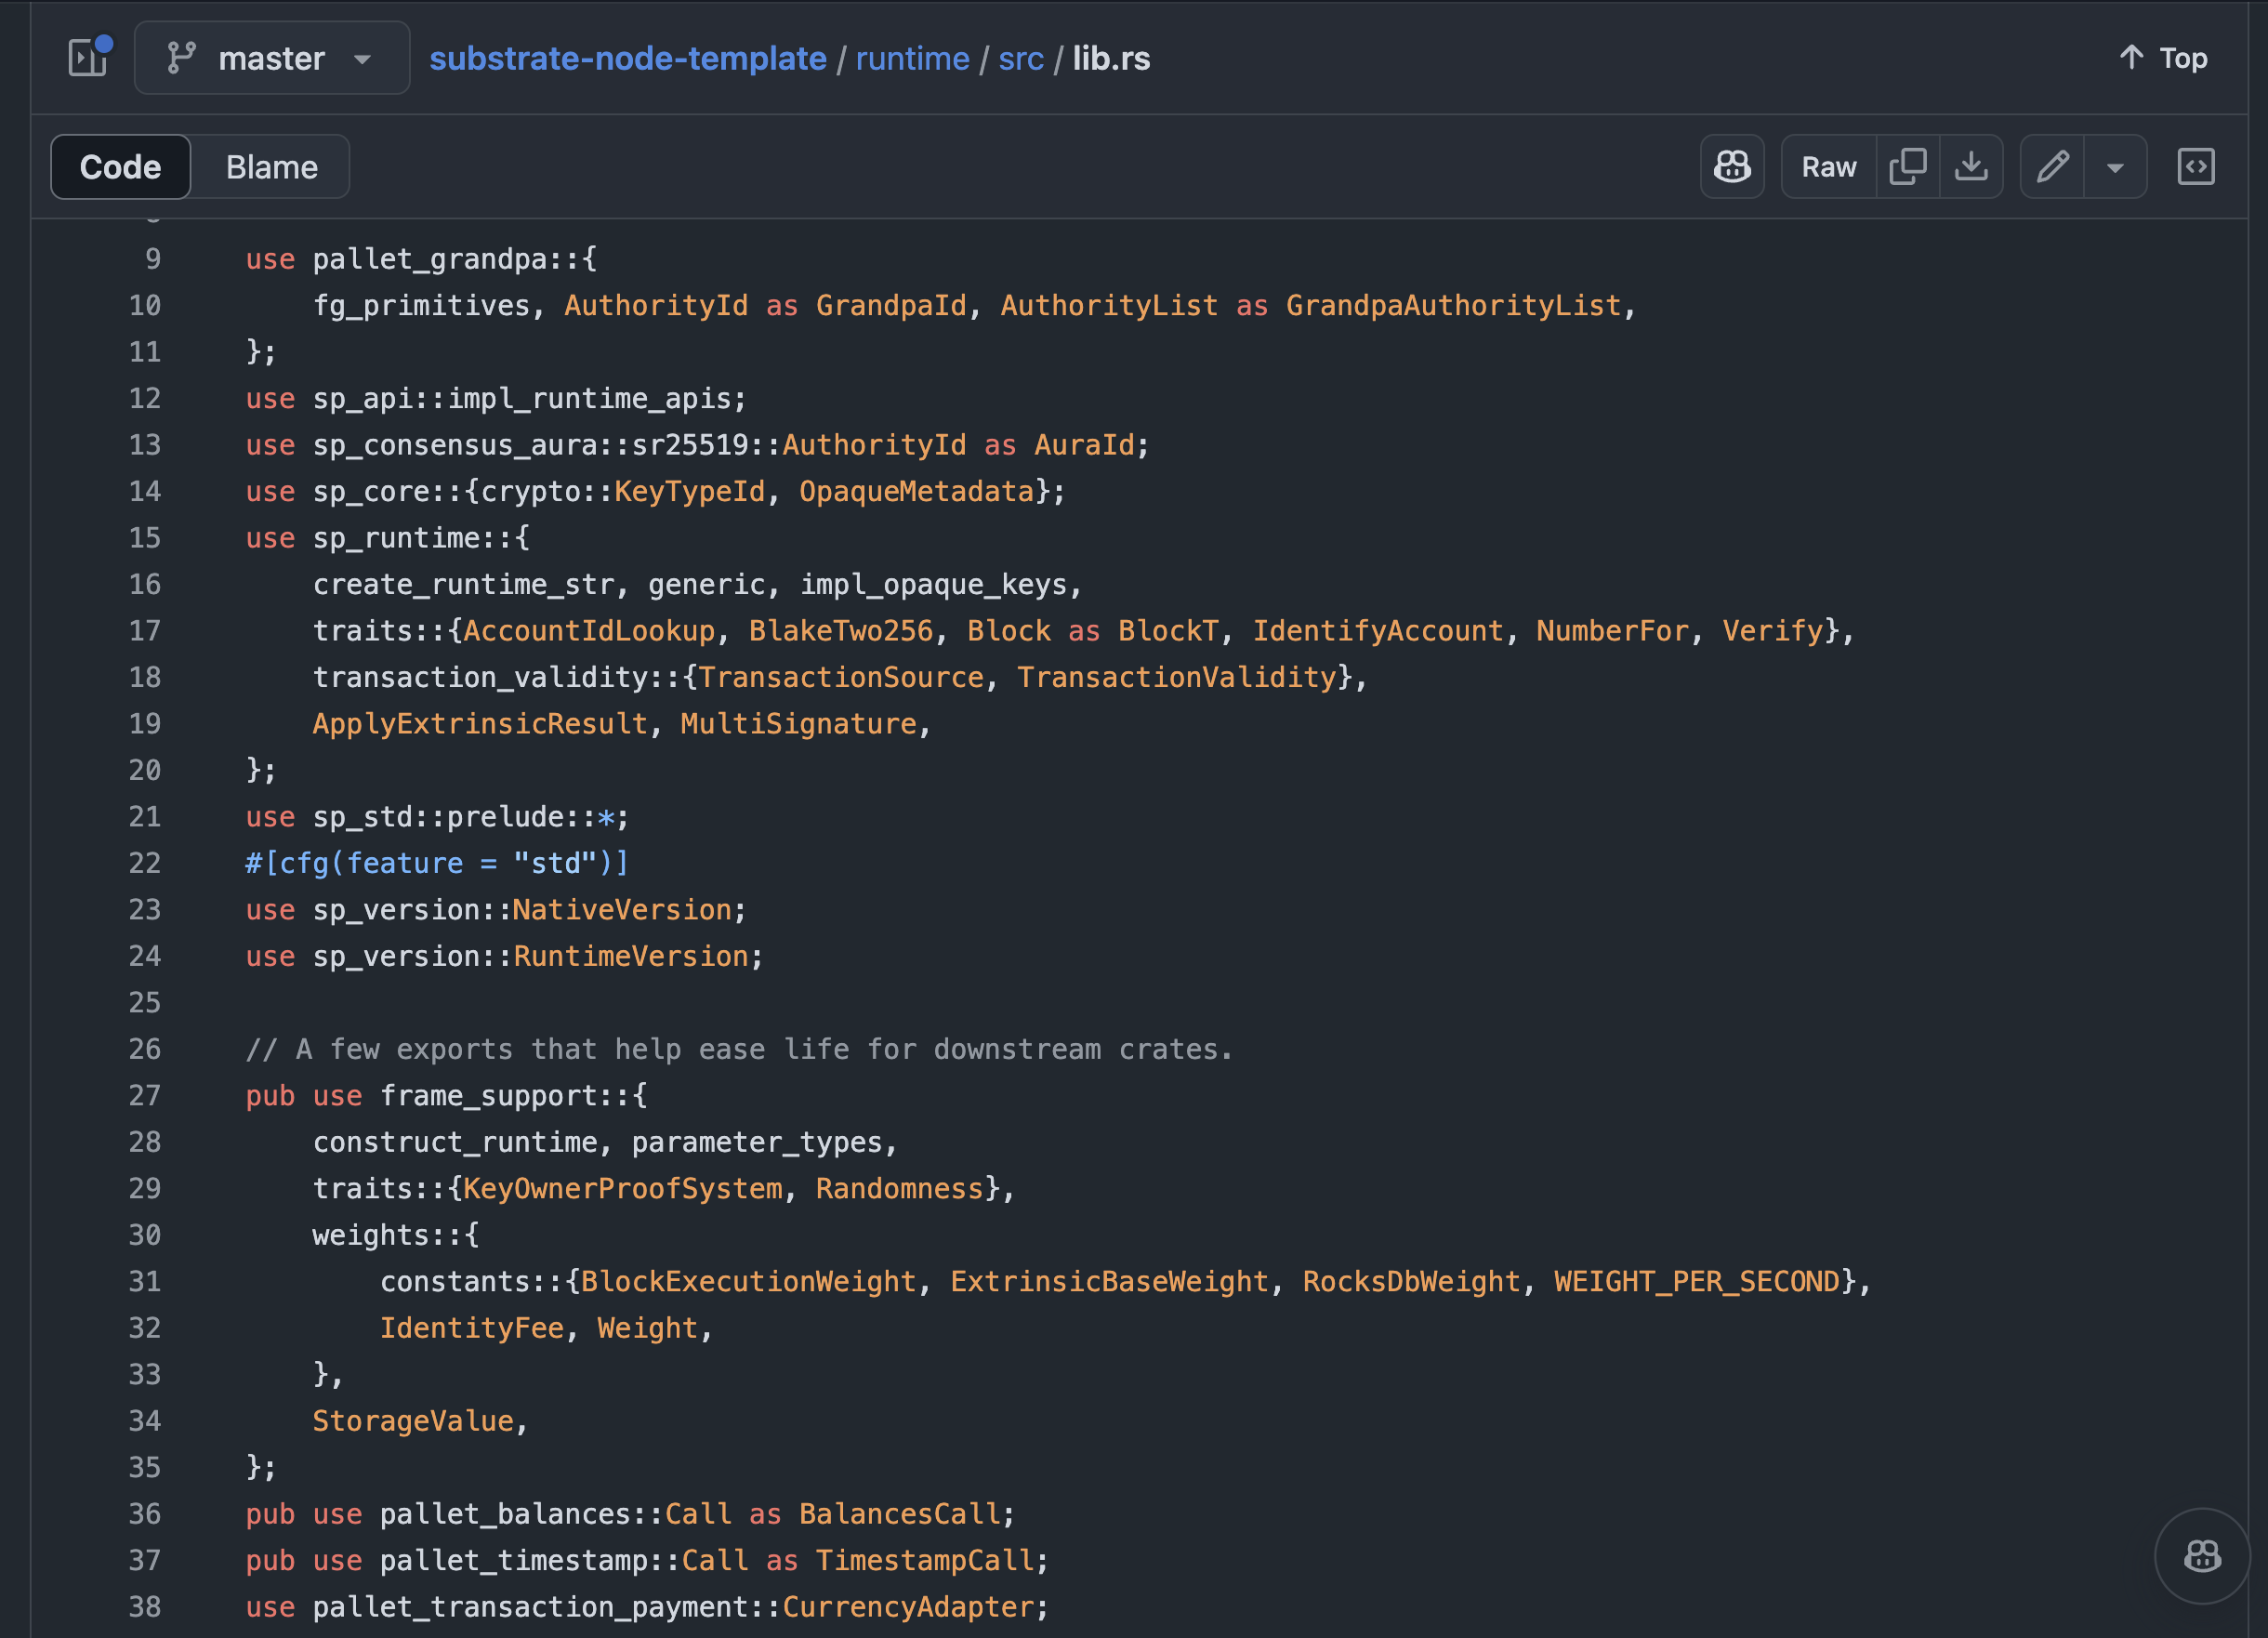 master substrate-node-template / runtime / src / lib.rs Top
Code Blame Raw
9 use pallet_grandpa::{
10 fg_primitives, AuthorityId as GrandpaId, AuthorityList as GrandpaAuthorityList,
11 };
12 use sp_api::impl_runtime_apis;
13 use sp_consensus_aura::sr25519::AuthorityId as AuraId;
14 use sp_core::{crypto::KeyTypeId, OpaqueMetadata};
15 use sp_runtime::{
16 create_runtime_str, generic, impl_opaque_keys,
17 traits::{AccountIdLookup, BlakeTwo256, Block as BlockT, IdentifyAccount, NumberFor, Verify},
18 transaction_validity::{TransactionSource, TransactionValidity},
19 ApplyExtrinsicResult, MultiSignature,
20 };
21 use sp_std::prelude::*;
22 #[cfg(feature = "std")]
23 use sp_version::NativeVersion;
24 use sp_version::RuntimeVersion;
25
26 // A few exports that help ease life for downstream crates.
27 pub use frame_support::{
28 construct_runtime, parameter_types,
29 traits::{KeyOwnerProofSystem, Randomness},
30 weights::{
31 constants::{BlockExecutionWeight, ExtrinsicBaseWeight, RocksDbWeight, WEIGHT_PER_SECOND},
32 IdentityFee, Weight,
33 },
34 StorageValue,
35 };
36 pub use pallet_balances::Call as BalancesCall;
37 pub use pallet_timestamp::Call as TimestampCall;
38 use pallet_transaction_payment::CurrencyAdapter;